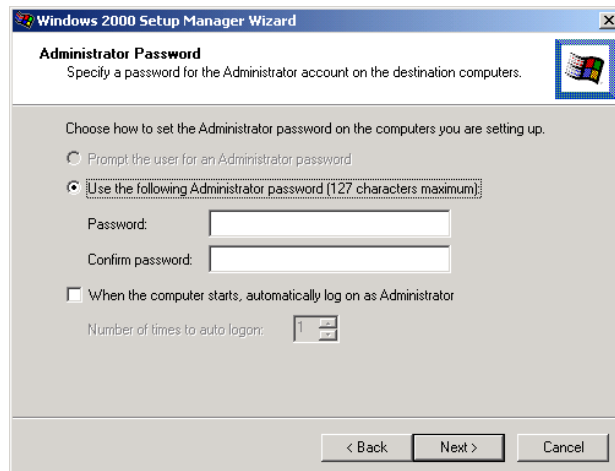 Windows 2000 Setup Manager Wizard
Administrator Password
Specify a password for the Administrator account on the destination computers.
Choose how to set the Administrator password on the computers you are setting up.
Prompt the user for an Administrator password
Use the following Administrator password (127 characters maximum):
Password:
Confirm password:
When the computer starts, automatically log on as Administrator
Number of times to auto logon:
1
< Back
Next >
Cancel